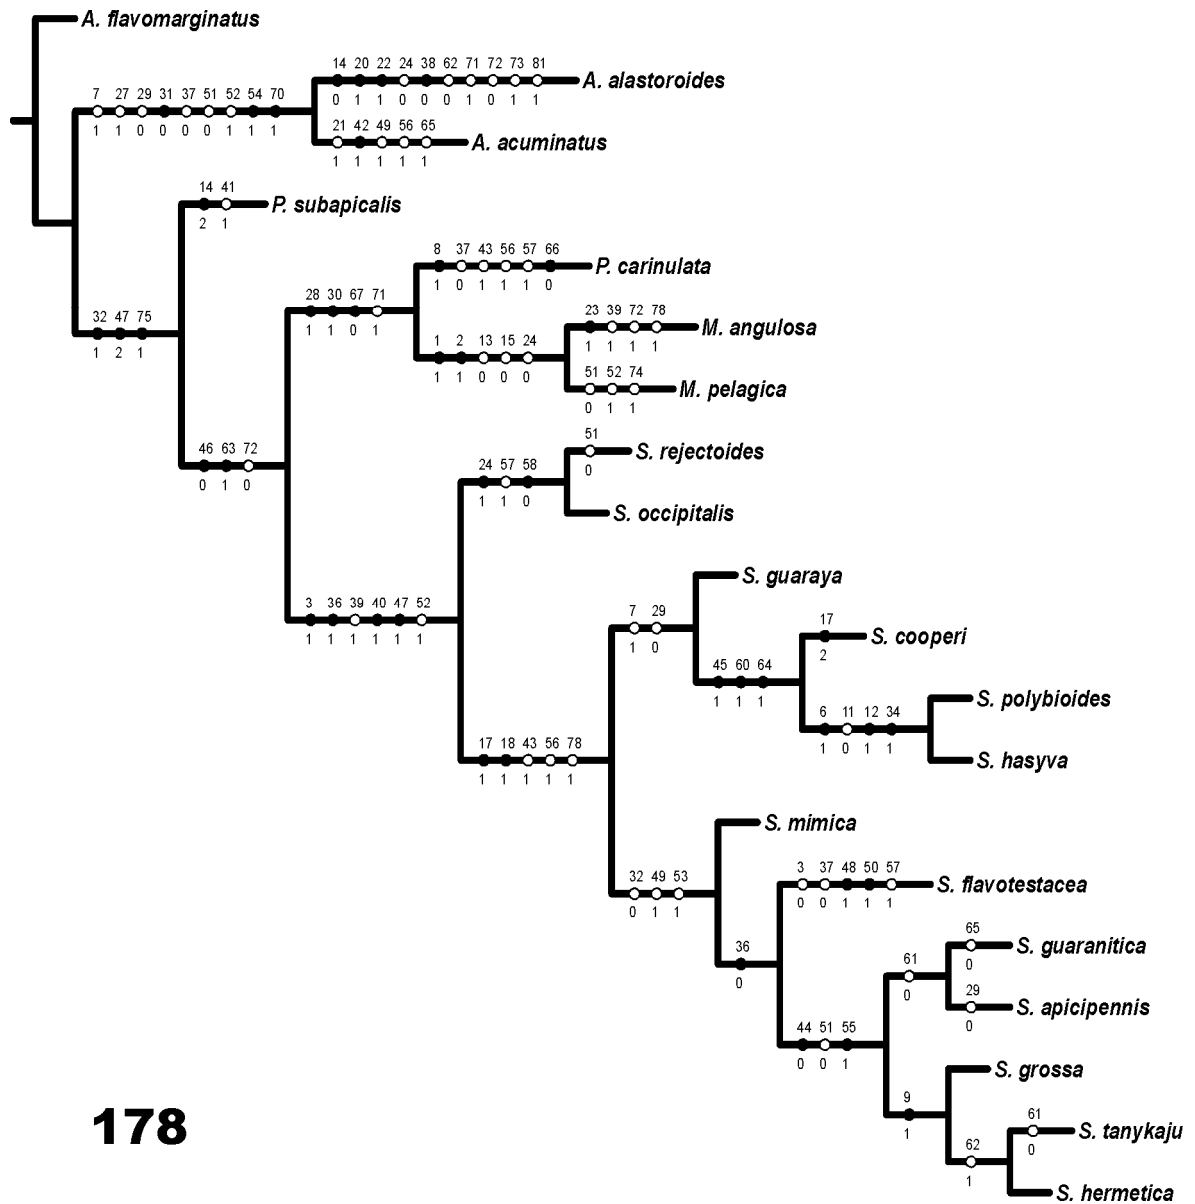 A. flavomarginatus
14 20 22 24 38 62 71 72 73 81
A. alastoroides
0 1 1 0 0 0 1 0 1 1
7 27 29 31 37 51 52 54 70
1 1 0 0 0 0 1 1 1
21 42 49 56 65
A. acuminatus
1 1 1 1 1
14 41
P. subapicalis
2 1
8 37 43 56 57 66
P. carinulata
1 0 1 1 1 0
28 30 67 71
1 1 0 1
23 39 72 78
M. angulosa
1 1 1 1
32 47 75
1 2 1
1 2 13 15 24
1 1 0 0 0
51 52 74
M. pelagica
0 1 1
51
S. rejectoides
0
46 63 72
0 1 0
24 57 58
1 1 0
S. occipitalis
S. guaraya
3 36 39 40 47 52
1 1 1 1 1 1
7 29
1 0
17
S. cooperi
2
45 60 64
1 1 1
S. polybioides
6 11 12 34
1 0 1 1
17 18 43 56 78
1 1 1 1 1
S. hasyva
S. mimica
3 37 48 50 57
S. flavotestacea
0 0 1 1 1
32 49 53
0 1 1
65
S. guaranitica
0
36
0
61
0
29
S. apicipennis
0
44 51 55
0 0 1
S. grossa
9
1
61
S. tanykaju
0
62
1
S. hermetica
178